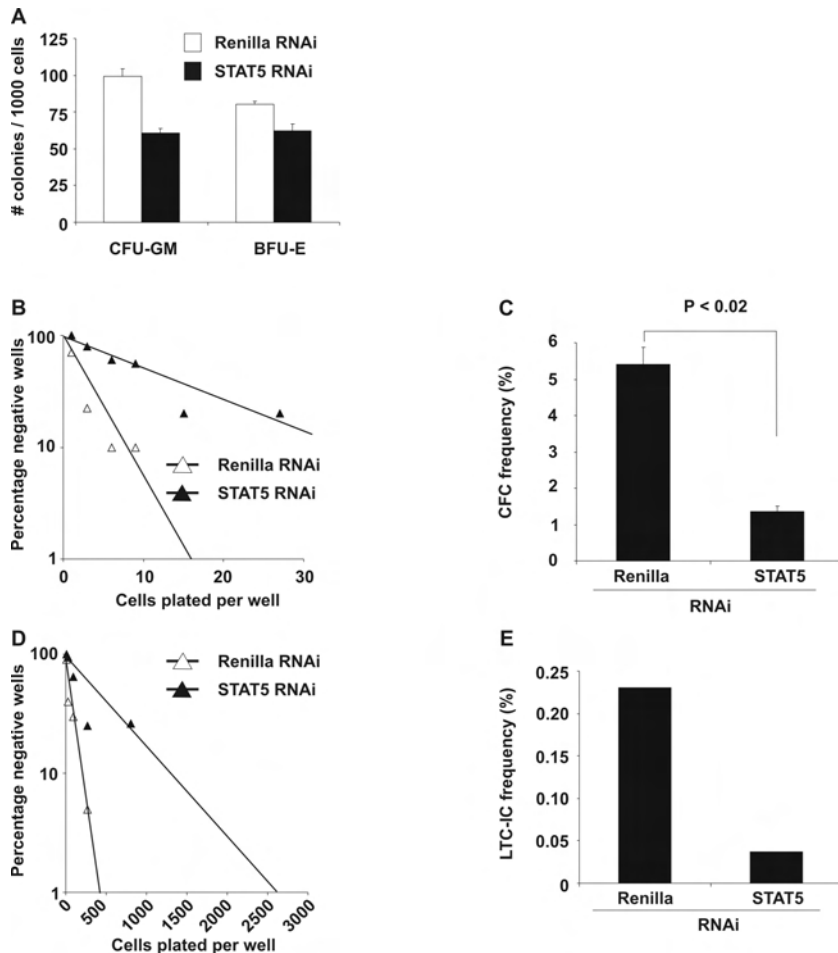 A
Renilla RNAi
STAT5 RNAi
# colonies / 1000 cells
125
100
75
50
25
0
CFU-GM
BFU-E
B
Percentage negative wells
100
10
1
Renilla RNAi
STAT5 RNAi
0
10
20
30
Cells plated per well
C
P < 0.02
CFC frequency (%)
6
5
4
3
2
1
0
Renilla
STAT5
RNAi
D
Percentage negative wells
100
10
1
Renilla RNAi
STAT5 RNAi
0
500
1000
1500
2000
2500
3000
Cells plated per well
E
LTC-IC frequency (%)
0.25
0.20
0.15
0.10
0.05
0
Renilla
STAT5
RNAi